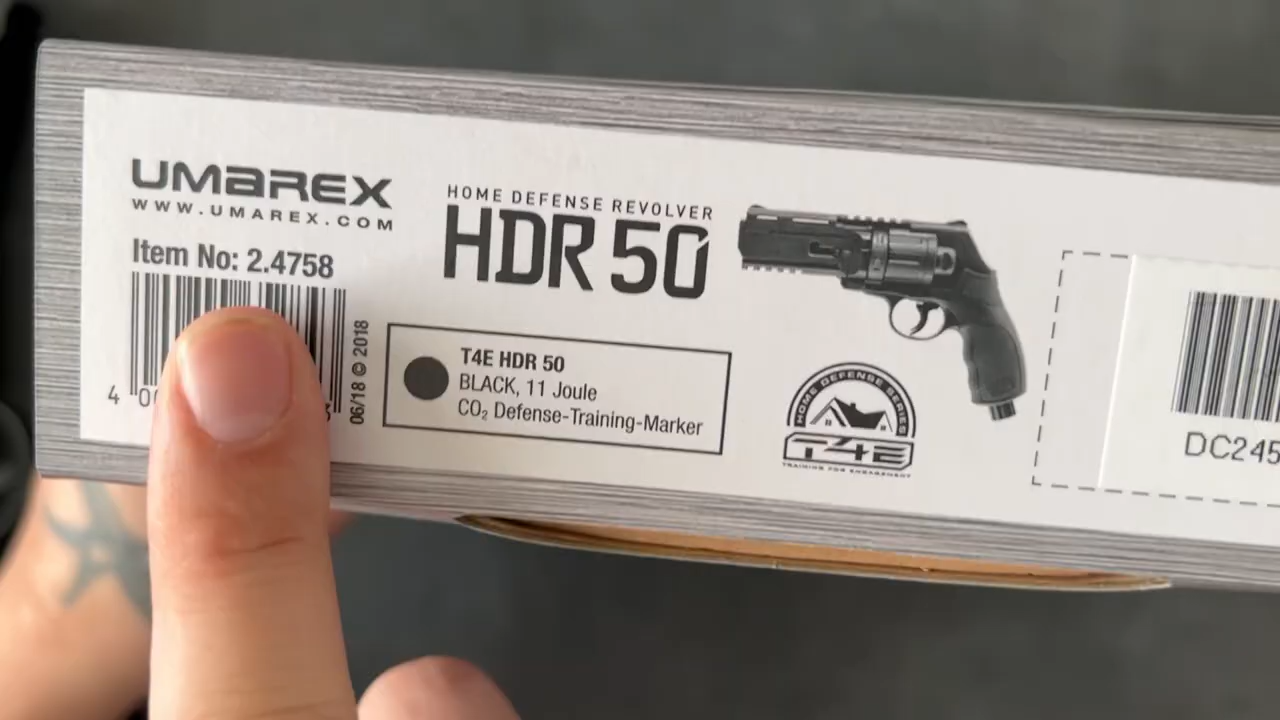 UMAREX
WWW.UMAREX.COM
Item No: 2.4758
06/18 © 2018
HOME DEFENSE REVOLVER
HDR 50
T4E HDR 50
BLACK, 11 Joule
CO₂ Defense-Training-Marker
HOME DEFENSE SERIES
T4E
TRAINING FOR ENGAGEMENT
DC245